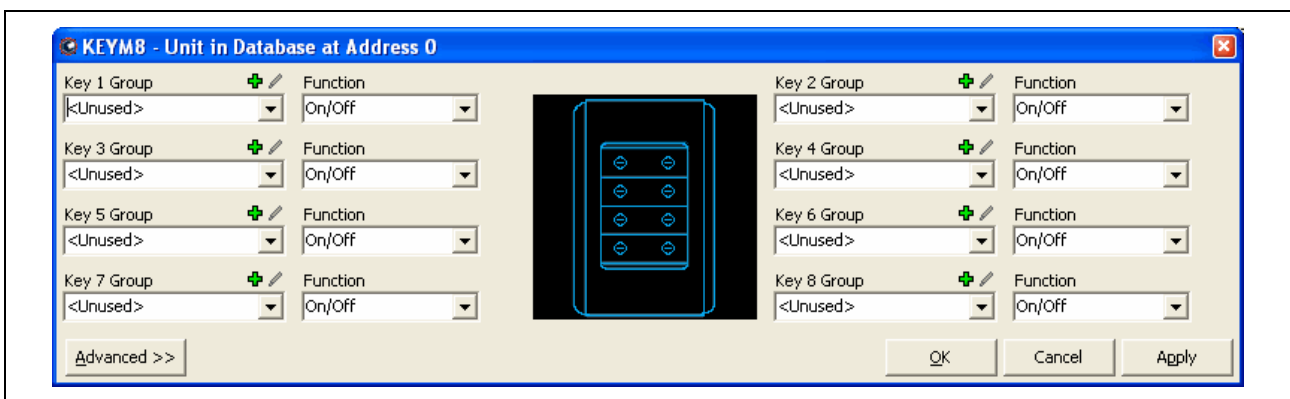 KEYM8 - Unit in Database at Address 0
Key 1 Group Function Key 2 Group Function
<Unused> On/Off <Unused> On/Off
Key 3 Group Function Key 4 Group Function
<Unused> On/Off <Unused> On/Off
Key 5 Group Function Key 6 Group Function
<Unused> On/Off <Unused> On/Off
Key 7 Group Function Key 8 Group Function
<Unused> On/Off <Unused> On/Off
Advanced >> OK Cancel Apply